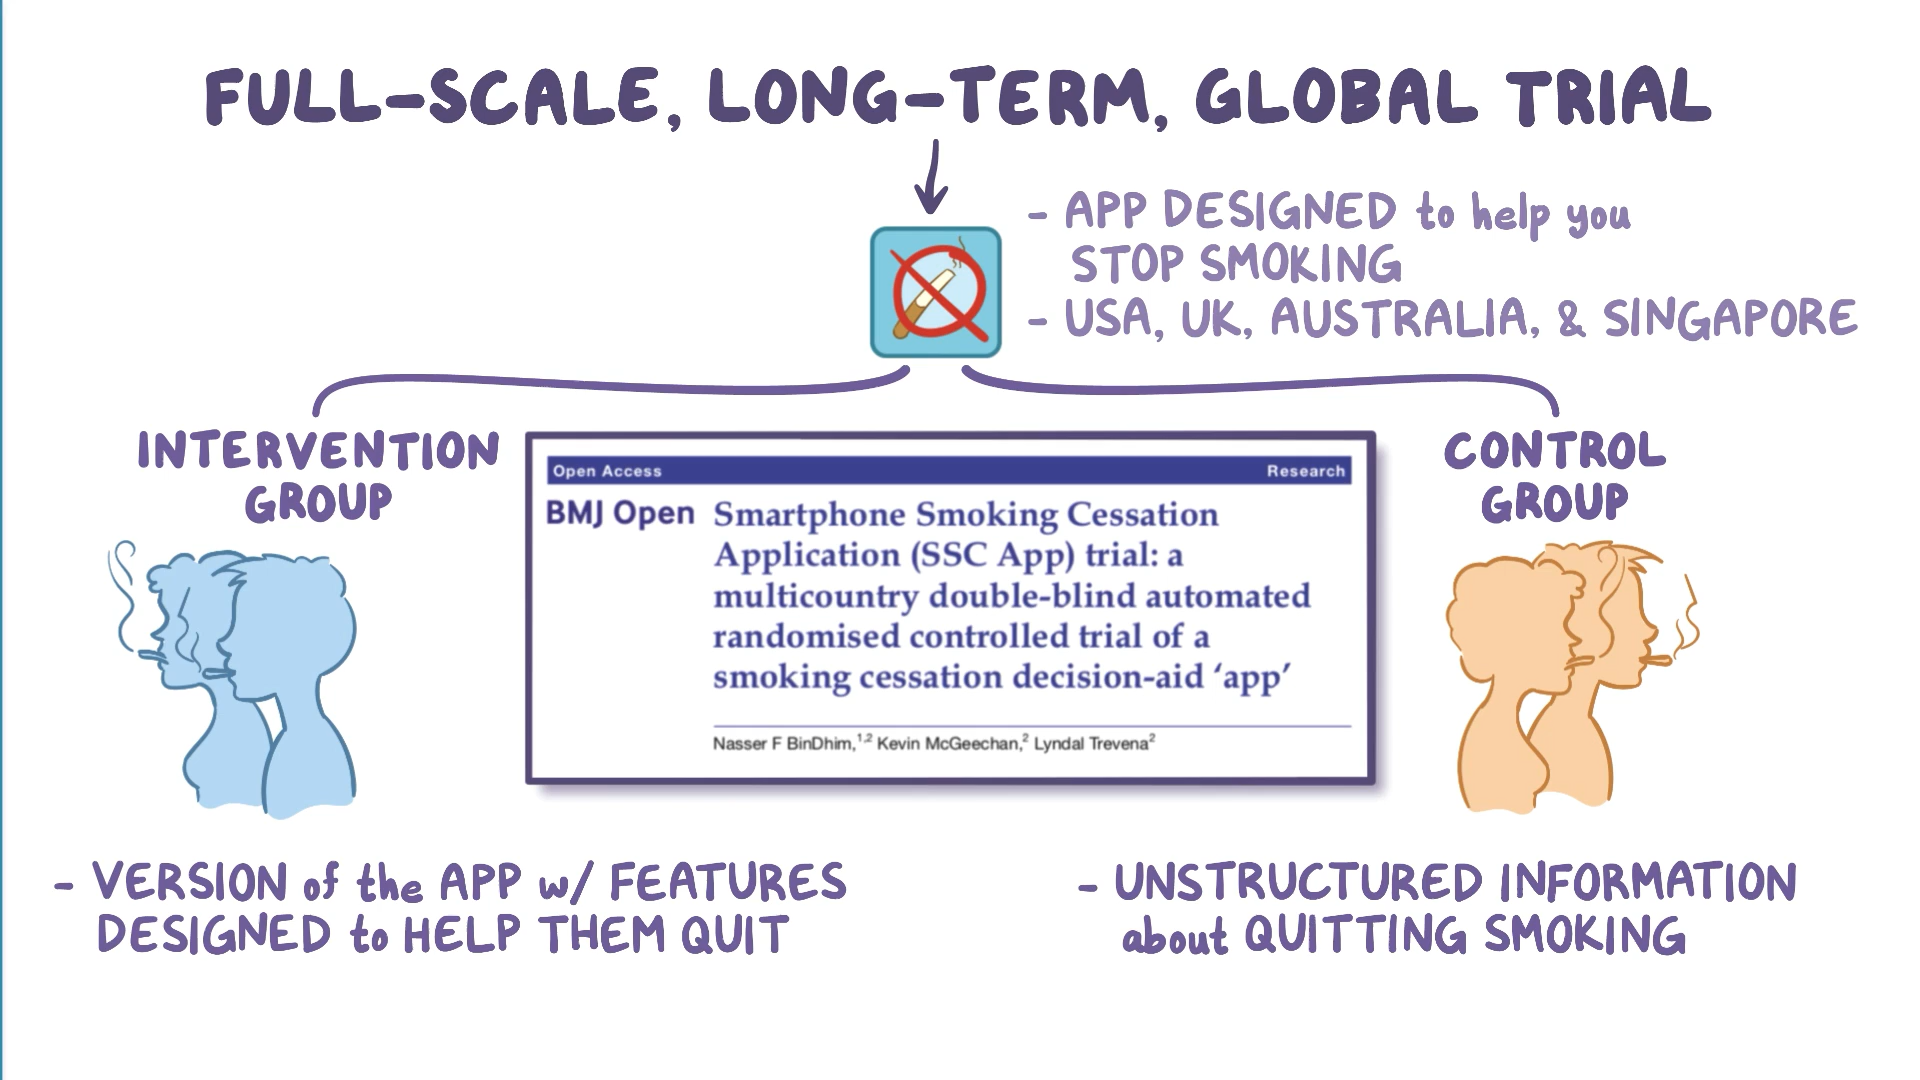 FULL-SCALE, LONG-TERM, GLOBAL TRIAL
- APP DESIGNED to help you
STOP SMOKING
- USA, UK, AUSTRALIA, & SINGAPORE
INTERVENTION
GROUP
Open Access Research
BMJ Open Smartphone Smoking Cessation
Application (SSC App) trial: a
multicountry double-blind automated
randomised controlled trial of a
smoking cessation decision-aid ‘app’
Nasser F BinDhim,1,2 Kevin McGeechan,2 Lyndal Trevena2
CONTROL
GROUP
- VERSION of the APP w/ FEATURES
DESIGNED to HELP THEM QUIT
- UNSTRUCTURED INFORMATION
about QUITTING SMOKING